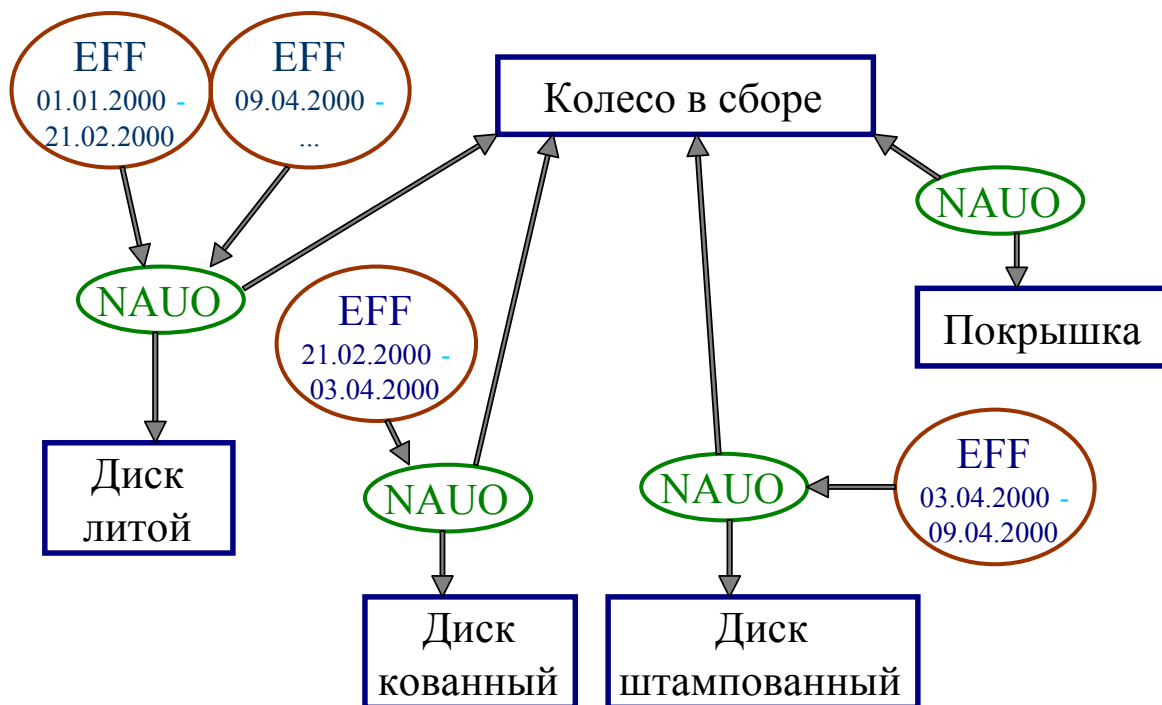 EFF
01.01.2000 -
21.02.2000
EFF
09.04.2000 -
...
Колесо в сборе
NAUO
NAUO
EFF
21.02.2000 -
03.04.2000
Покрышка
Диск
литой
NAUO
NAUO
EFF
03.04.2000 -
09.04.2000
Диск
кованный
Диск
штампованный